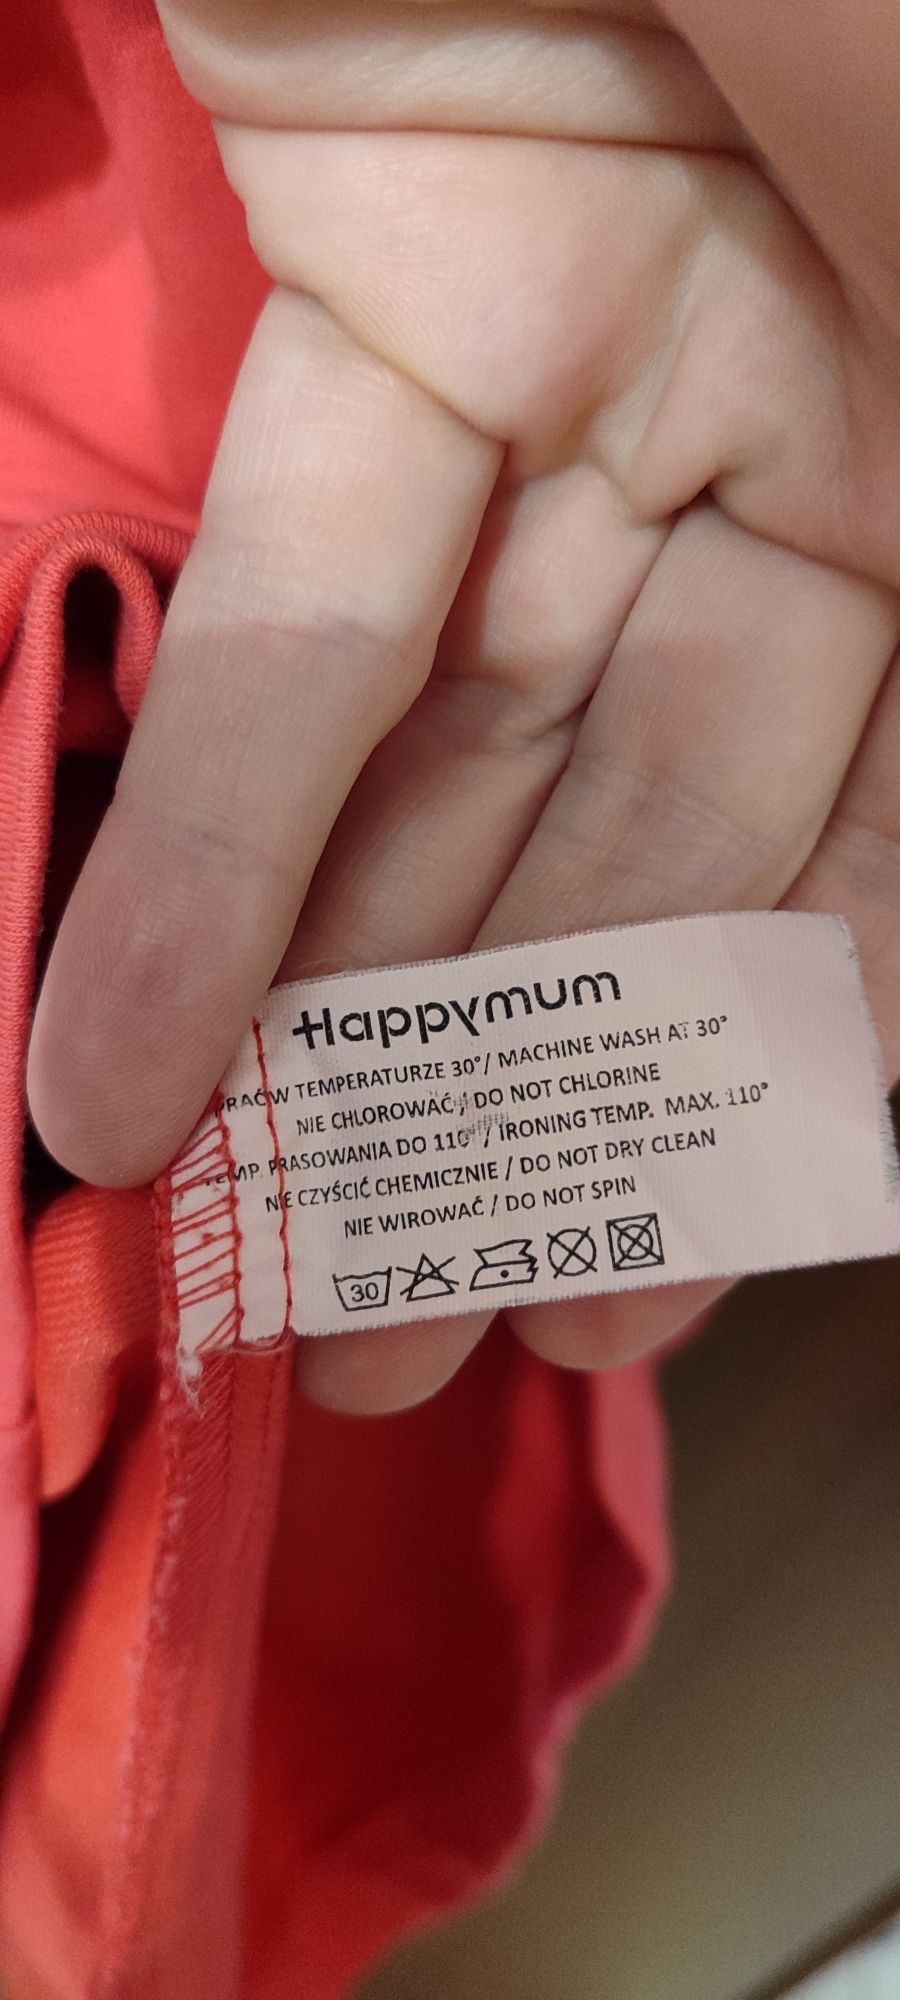 Happymum
PRAĆ W TEMPERATURZE 30°/ MACHINE WASH AT 30°
NIE CHLOROWAĆ / DO NOT CHLORINE
TEMP. PRASOWANIA DO 110° / IRONING TEMP. MAX. 110°
NIE CZYŚCIĆ CHEMICZNIE / DO NOT DRY CLEAN
NIE WIROWAĆ / DO NOT SPIN
30